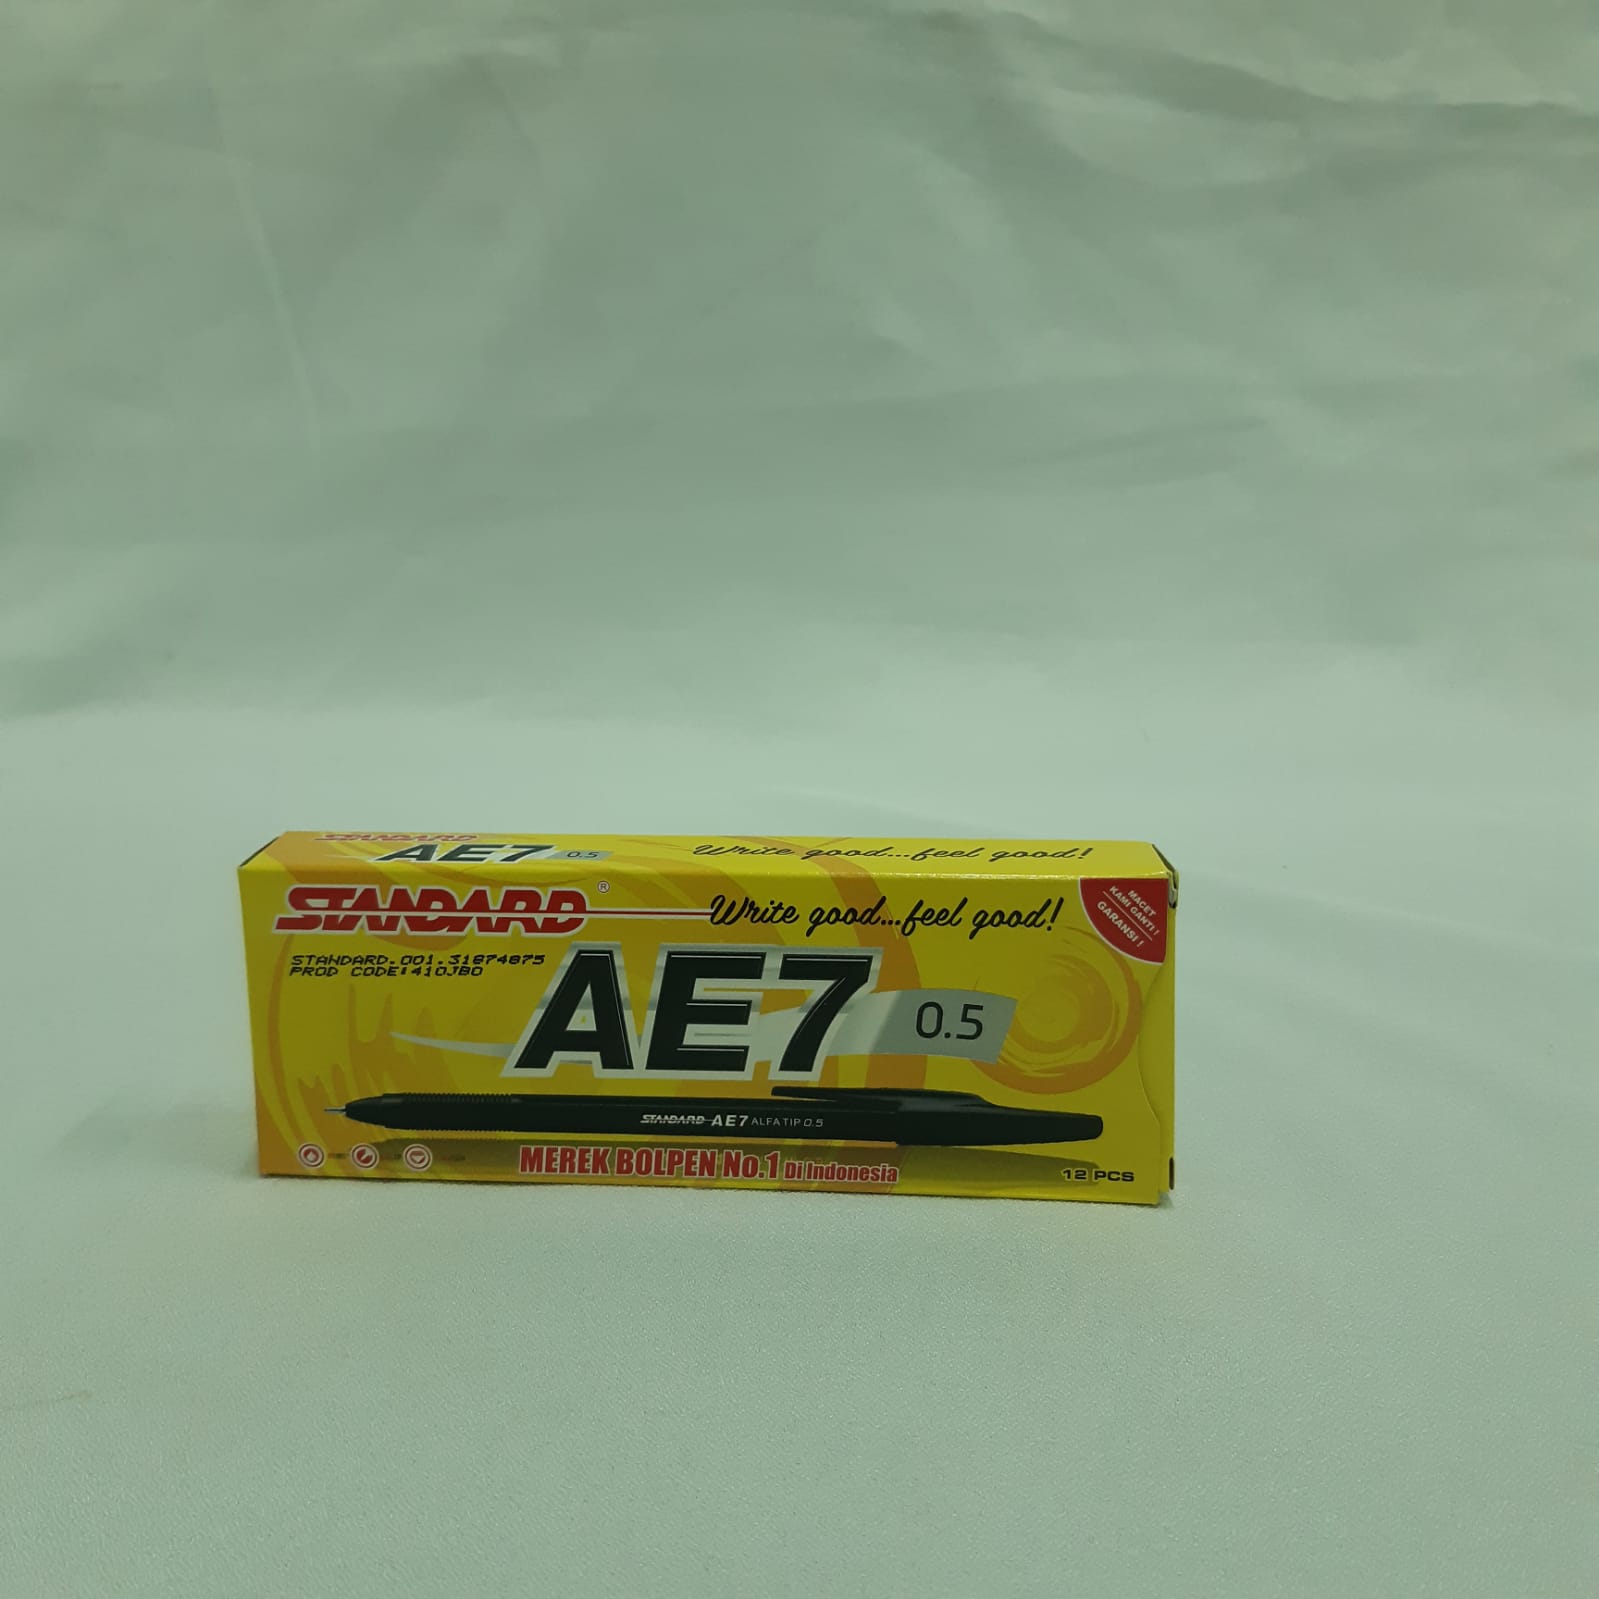 STANDARD
AE7 0.5
Write good...feel good!
STANDARD®
Write good...feel good!
MACET
KAMI GANTI!
GARANSI!
STANDARD.001.31874875
PROD CODE:410JBO
AE7
0.5
STANDARD AE7 ALFATIP 0.5
MEREK BOLPEN No.1 Di Indonesia
12 PCS